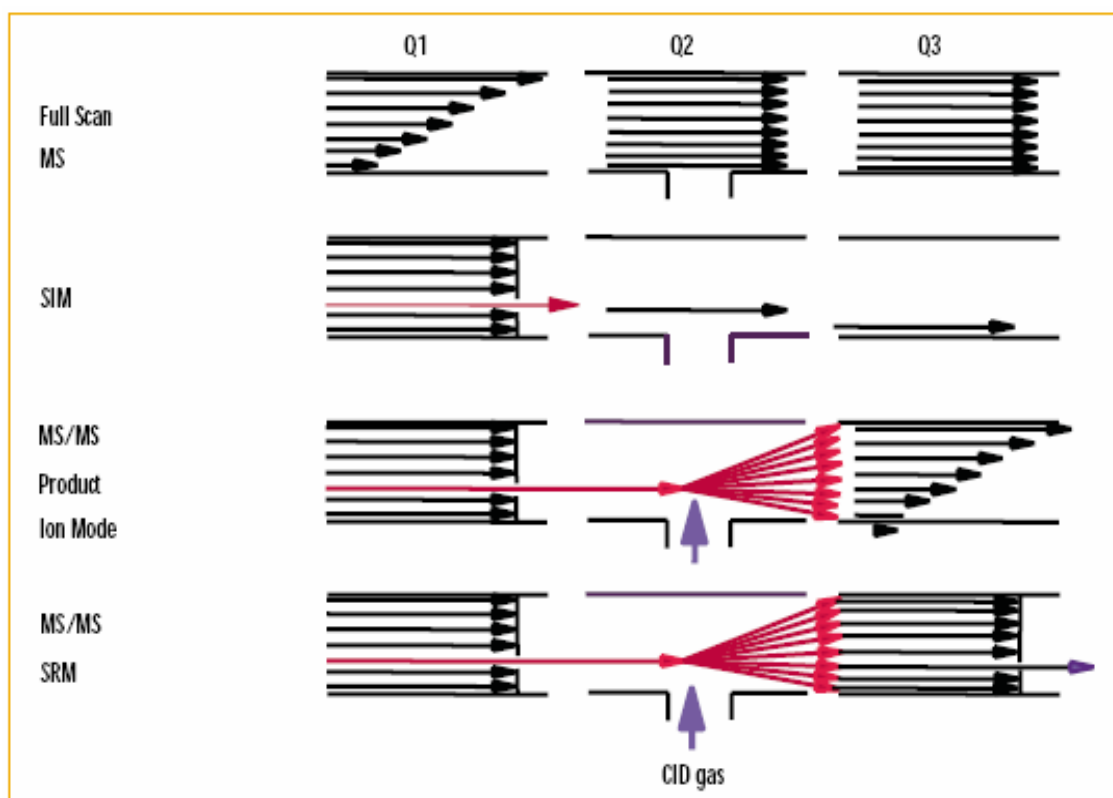 Q1 Q2 Q3
Full Scan
MS
SIM
MS/MS
Product
Ion Mode
MS/MS
SRM
CID gas